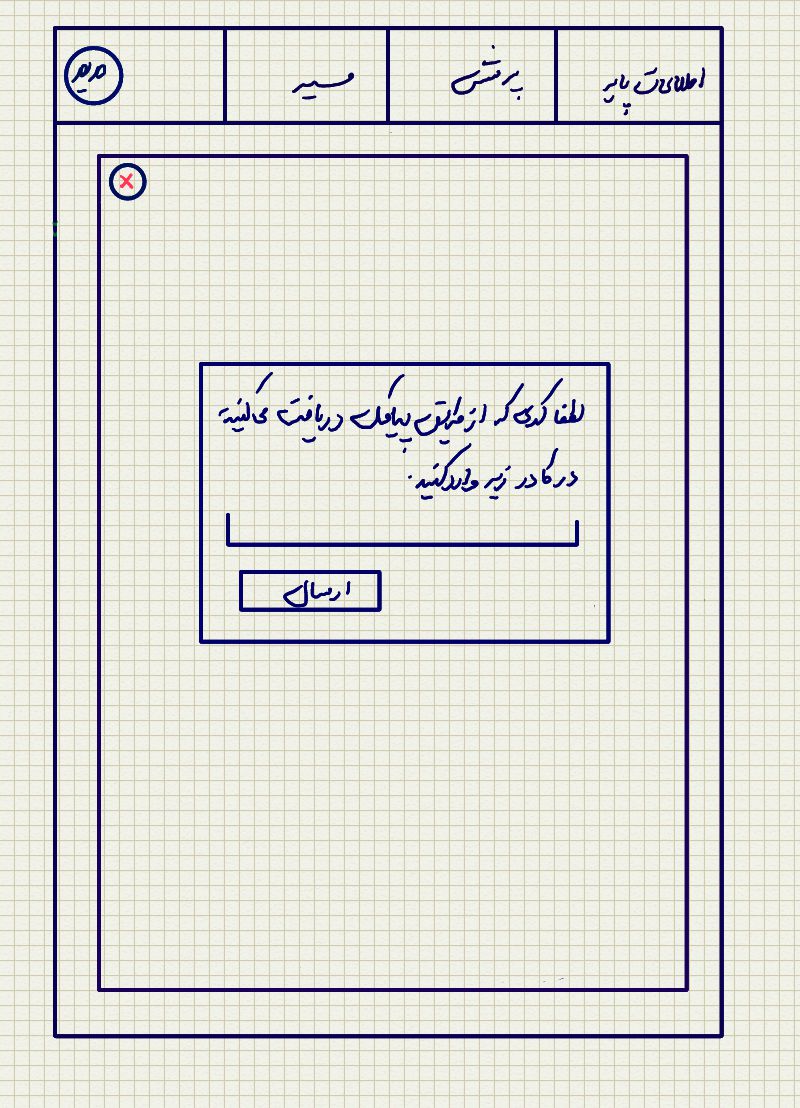 اطلاعات پایه
پرسش
مسیر
مدیر
لطفا کدی که از طریق پیامک دریافت می‌کنید
در کادر زیر وارد کنید.
ارسال